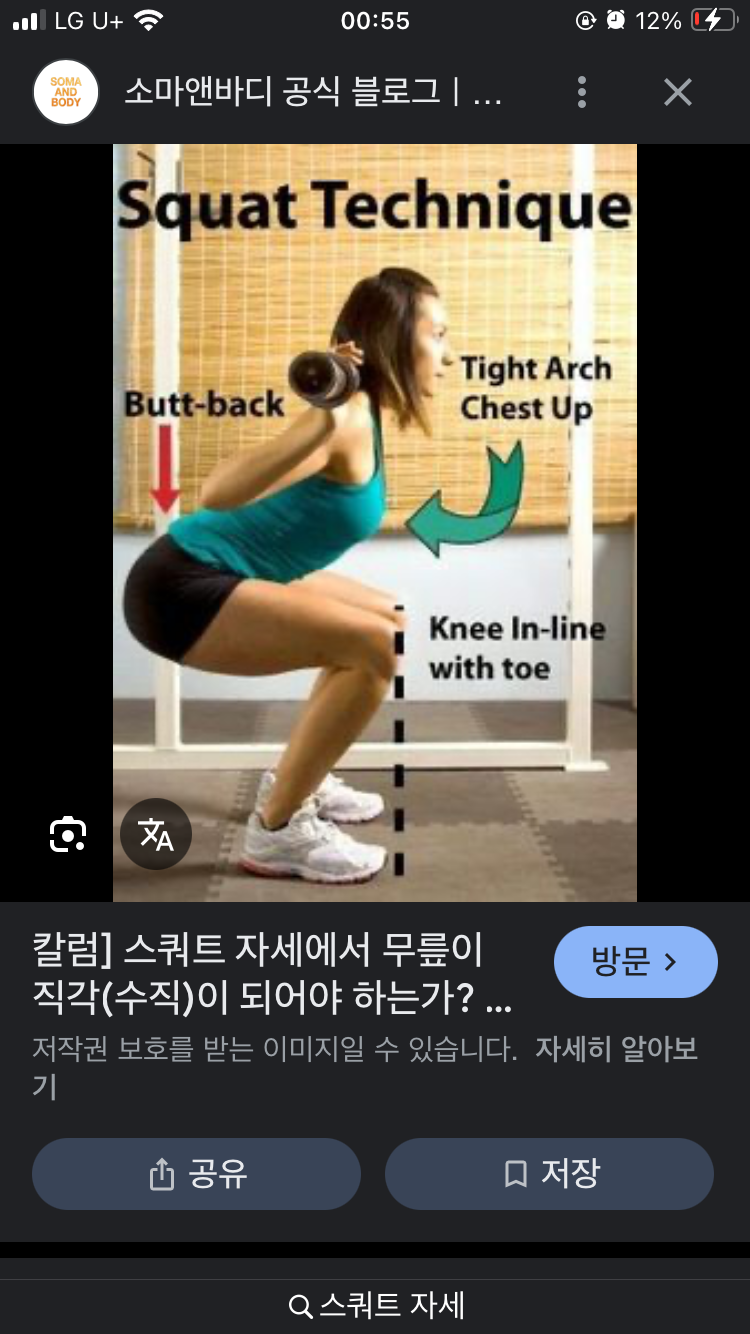 LG U+
00:55
12%
SOMA
AND
BODY
소마앤바디 공식 블로그ㅣ...
Squat Technique
Tight Arch
Chest Up
Butt-back
Knee In-line
with toe
文A
칼럼] 스쿼트 자세에서 무릎이
직각(수직)이 되어야 하는가? ...
방문
저작권 보호를 받는 이미지일 수 있습니다. 자세히 알아보
기
공유
저장
스쿼트 자세